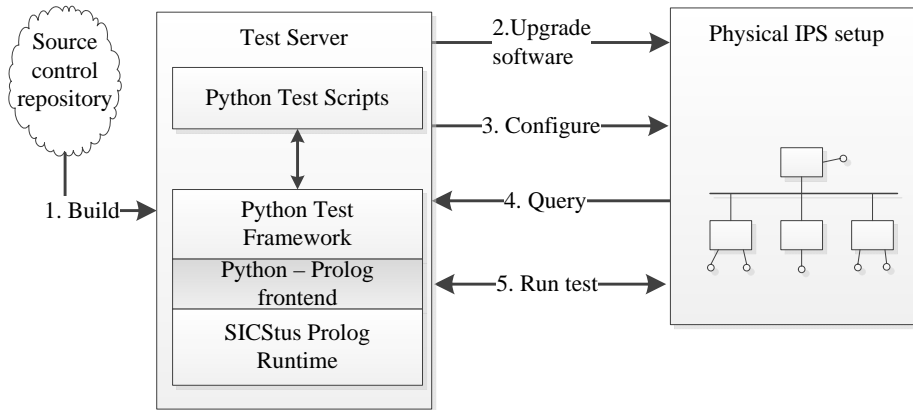 Source
control
repository
1. Build
Test Server
Python Test Scripts
Python Test
Framework
Python – Prolog
frontend
SICStus Prolog
Runtime
2.Upgrade
software
3. Configure
4. Query
5. Run test
Physical IPS setup